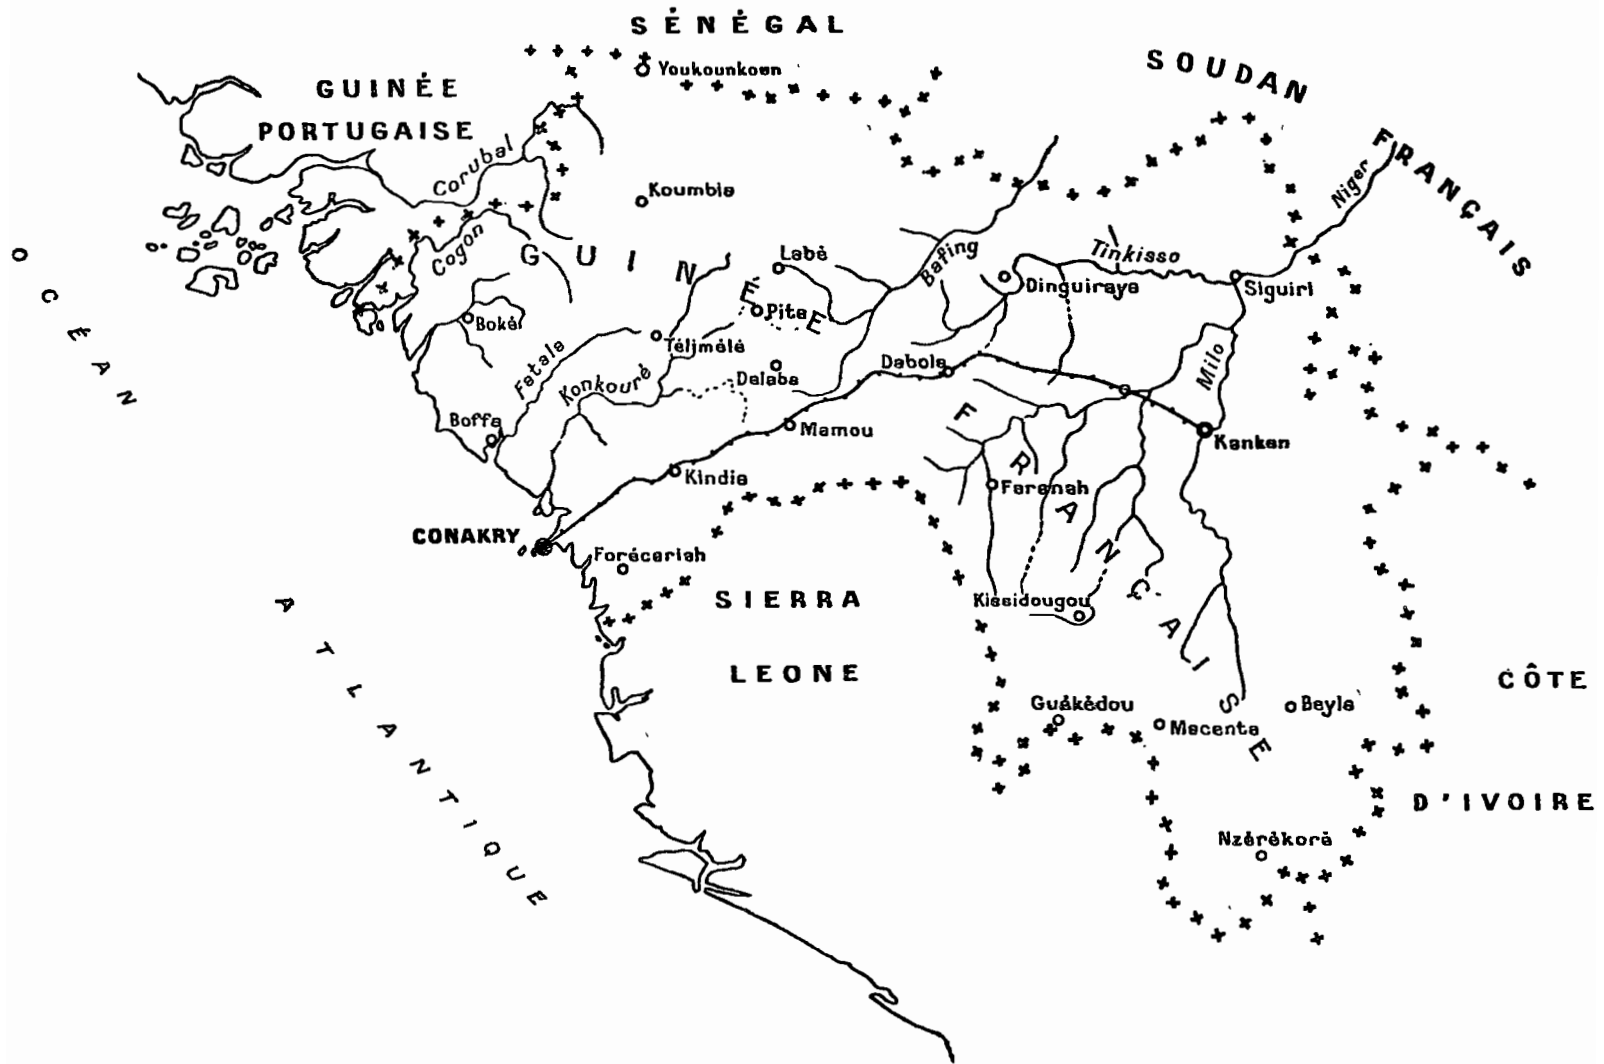 SÉNÉGAL
SOUDAN
FRANÇAIS
Youkounkoun
GUINÉE
PORTUGAISE
Corubal
Koumbia
Niger
Cogon
GUINÉE
Labé
Bafing
Tinkisso
OCÉAN
Dinguiraye
Siguiri
Boké
Pita
Télimélé
Fatala
Konkouré
Dalaba
Dabola
Milo
Boffa
Mamou
FRANÇAISE
Kankan
Kindia
Faranah
CONAKRY
Forécariah
SIERRA
Kissidougou
ATLANTIQUE
LEONE
CÔTE
Guékédou
Beyla
Macenta
D'IVOIRE
Nzérékoré